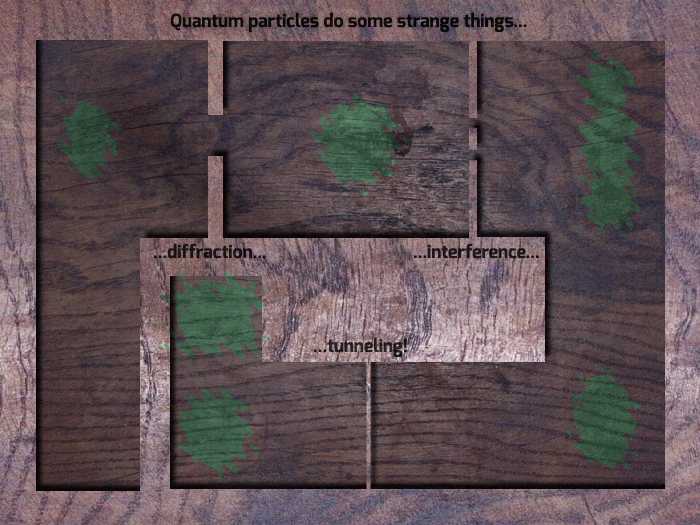 Quantum particles do some strange things...
...diffraction...
...interference...
...tunneling!